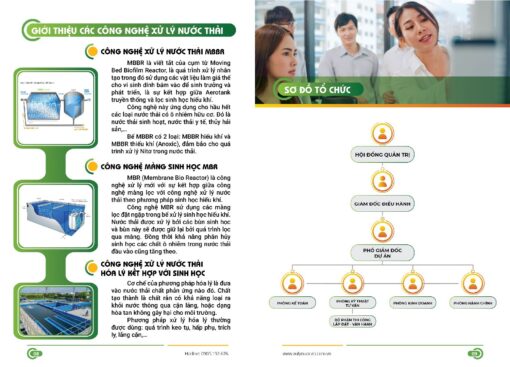 GIỚI THIỆU CÁC CÔNG NGHỆ XỬ LÝ NƯỚC THẢI
CÔNG NGHỆ XỬ LÝ NƯỚC THẢI MBBR
MBBR là viết tắt của cụm từ Moving
Bed Biofilm Reactor, là quá trình xử lý nhân
tạo trong đó sử dụng các vật liệu làm giá thể
cho vi sinh dính bám vào để sinh trưởng và
phát triển, là sự kết hợp giữa Aerotank
truyền thống và lọc sinh học hiếu khí.
Công nghệ này ứng dụng cho hầu hết
các loại nước thải có ô nhiễm hữu cơ. Đó là
nước thải sinh hoạt, nước thải y tế, thủy hải
sản,...
Bể MBBR có 2 loại: MBBR hiếu khí và
MBBR thiếu khí (Anoxic), đảm bảo cho quá
trình xử lý Nito trong nước thải.
CÔNG NGHỆ MÀNG SINH HỌC MBR
MBR (Membrane Bio Reactor) là công
nghệ xử lý mới với sự kết hợp giữa công
nghệ màng lọc với công nghệ xử lý nước
thải theo phương pháp sinh học hiếu khí.
Công nghệ MBR sử dụng các màng
lọc đặt ngập trong bể xử lý sinh học hiếu khí.
Nước thải được xử lý bởi các bùn sinh học
và bùn này sẽ được giữ lại bởi quá trình lọc
qua màng. Đồng thời khả năng phân hủy
sinh học các chất ô nhiễm trong nước thải
đầu vào cũng tăng theo.
CÔNG NGHỆ XỬ LÝ NƯỚC THẢI
HÓA LÝ KẾT HỢP VỚI SINH HỌC
Cơ chế của phương pháp hóa lý là đưa
vào nước thải chất phản ứng nào đó. Chất
tạo thành là chất rắn có khả năng loại ra
khỏi nước thông qua cặn lắng, hoặc dạng
hòa tan không gây hại cho môi trường.
Phương pháp xử lý hóa lý thường
được dùng: quá trình keo tụ, hấp phụ, trích
ly, lắng cặn,...
08
Hotline:
SƠ ĐỒ TỔ CHỨC
HỘI ĐỒNG QUẢN TRỊ
GIÁM ĐỐC ĐIỀU HÀNH
PHÓ GIÁM ĐỐC
DỰ ÁN
PHÒNG KẾ TOÁN
PHÒNG KỸ THUẬT
TƯ VẤN
PHÒNG KINH DOANH
PHÒNG HÀNH CHÍNH
BỘ PHẬN THI CÔNG
LẮP ĐẶT - VẬN HÀNH
09